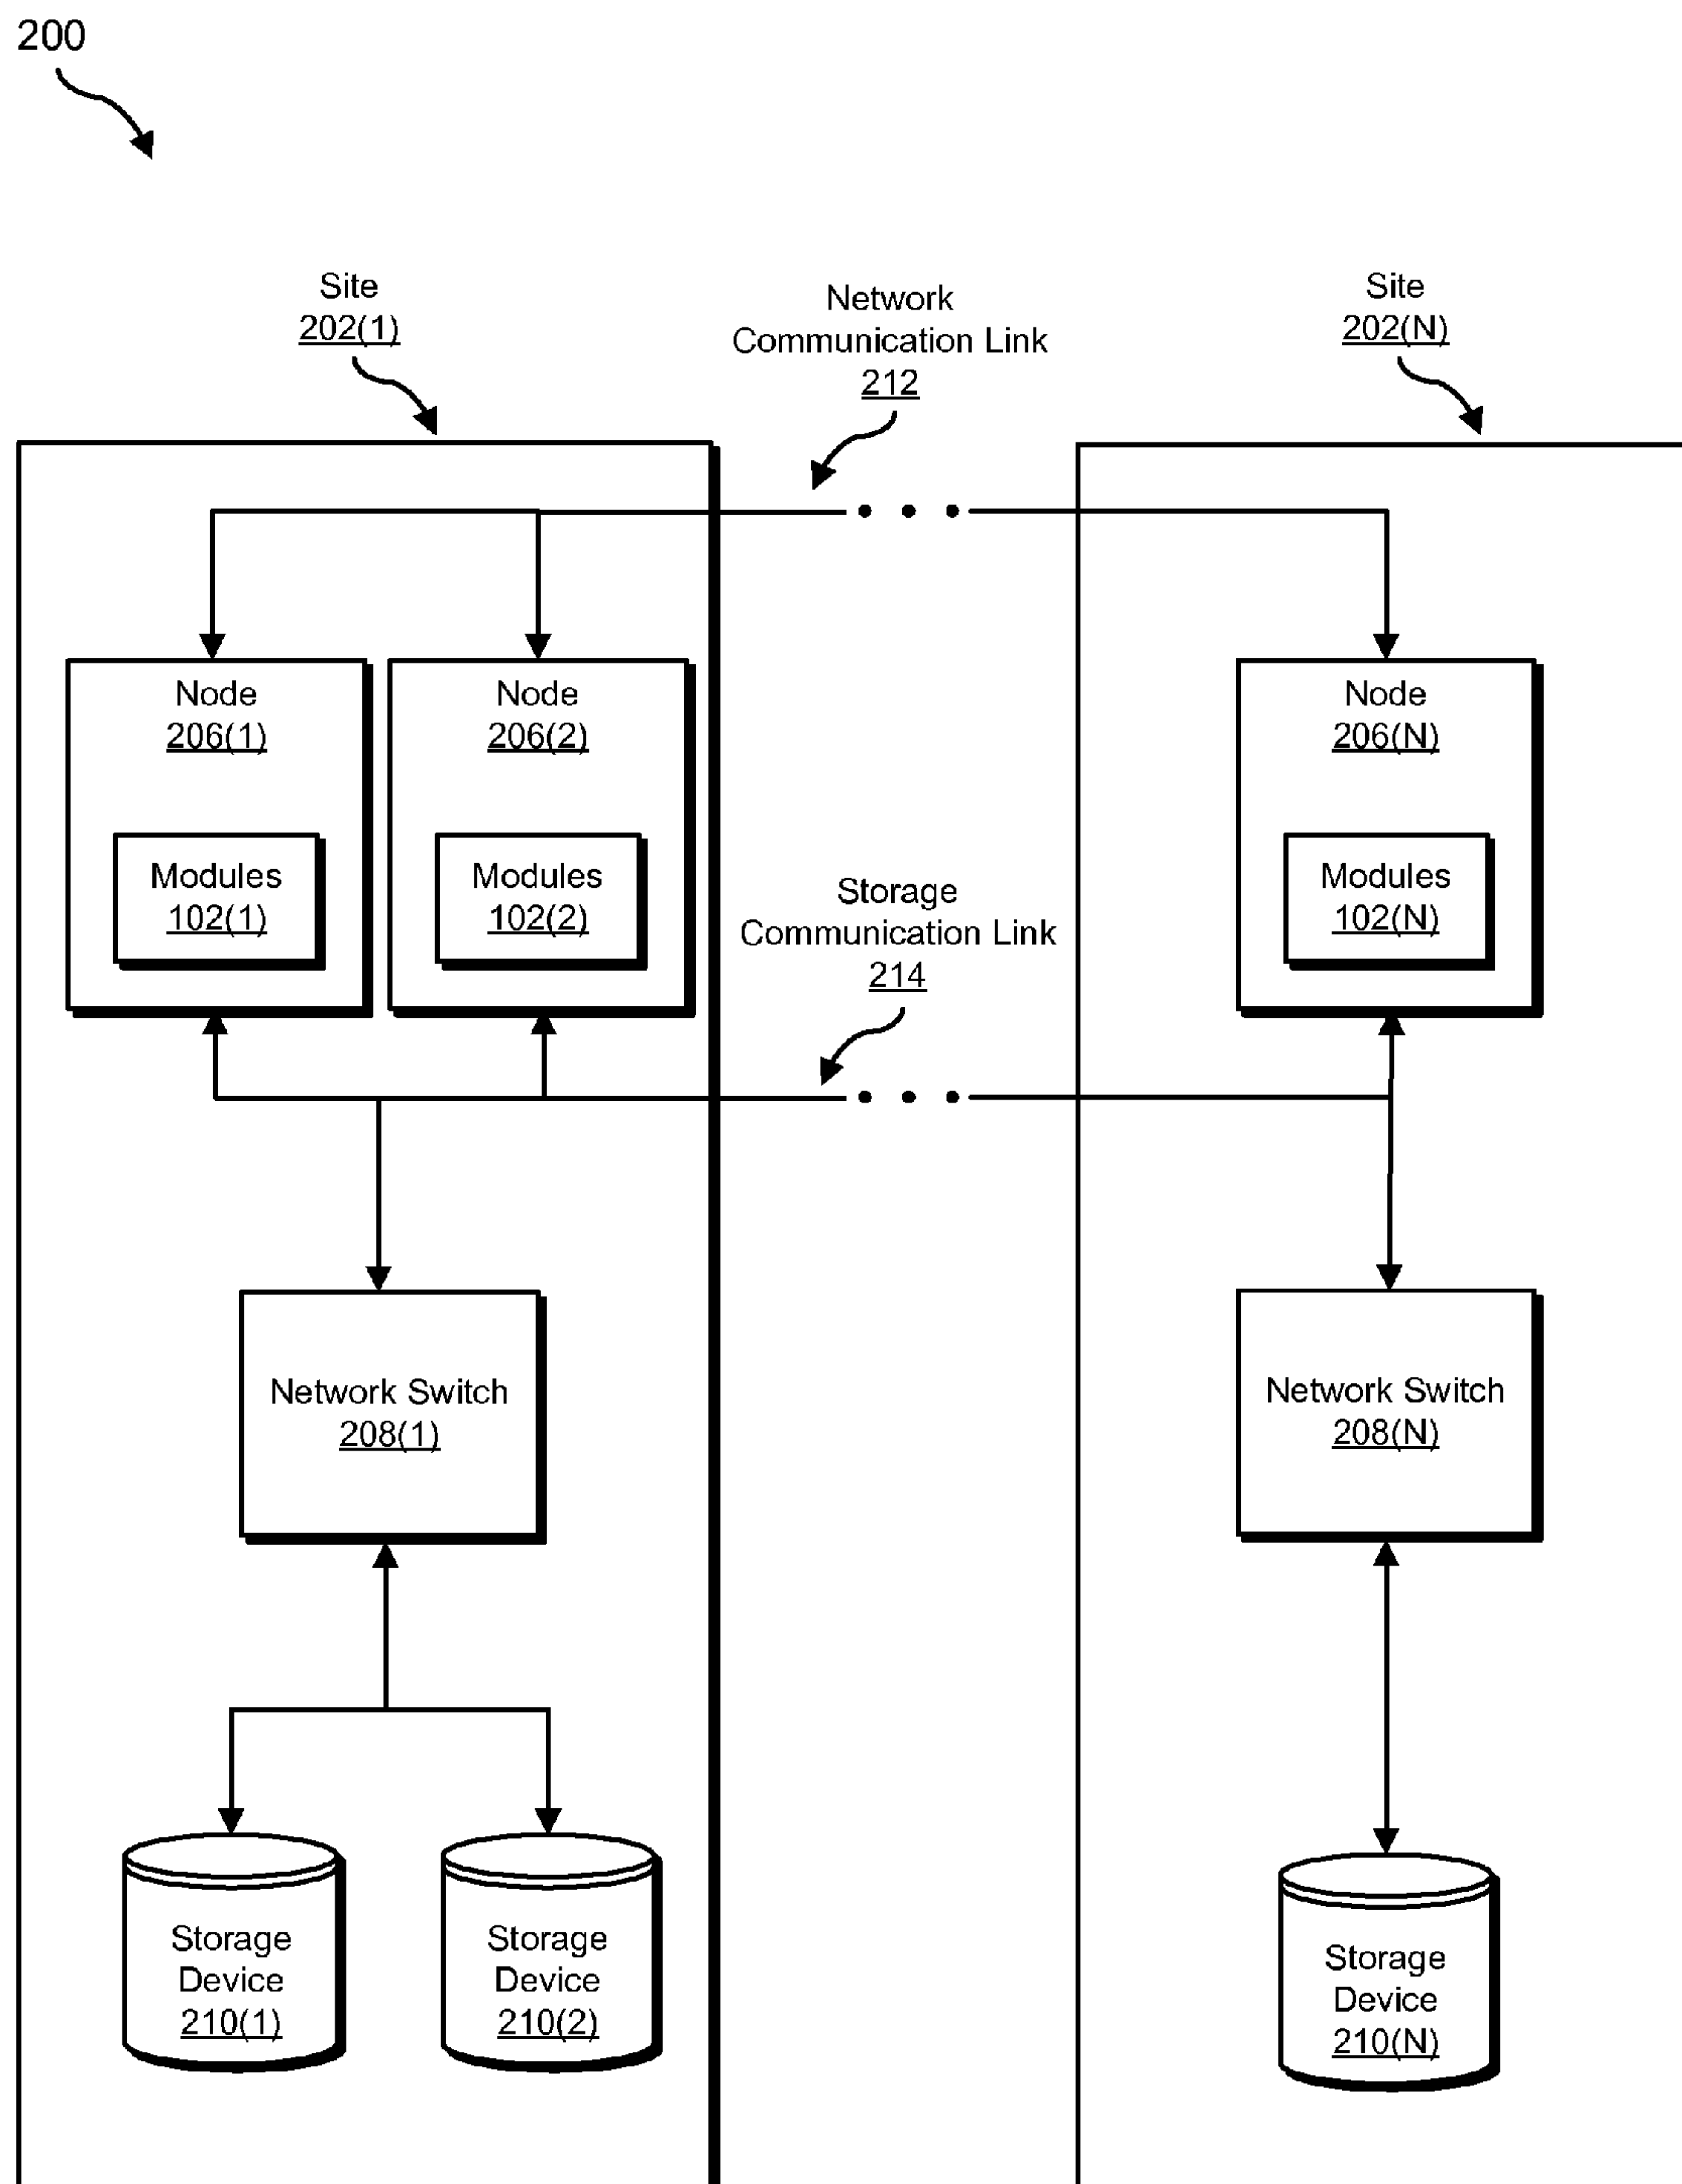 200
Site
202(1)
Network
Communication Link
212
Site
202(N)
Node
206(1)
Modules
102(1)
Node
206(2)
Modules
102(2)
Node
206(N)
Modules
102(N)
Storage
Communication Link
214
Network Switch
208(1)
Network Switch
208(N)
Storage
Device
210(1)
Storage
Device
210(2)
Storage
Device
210(N)